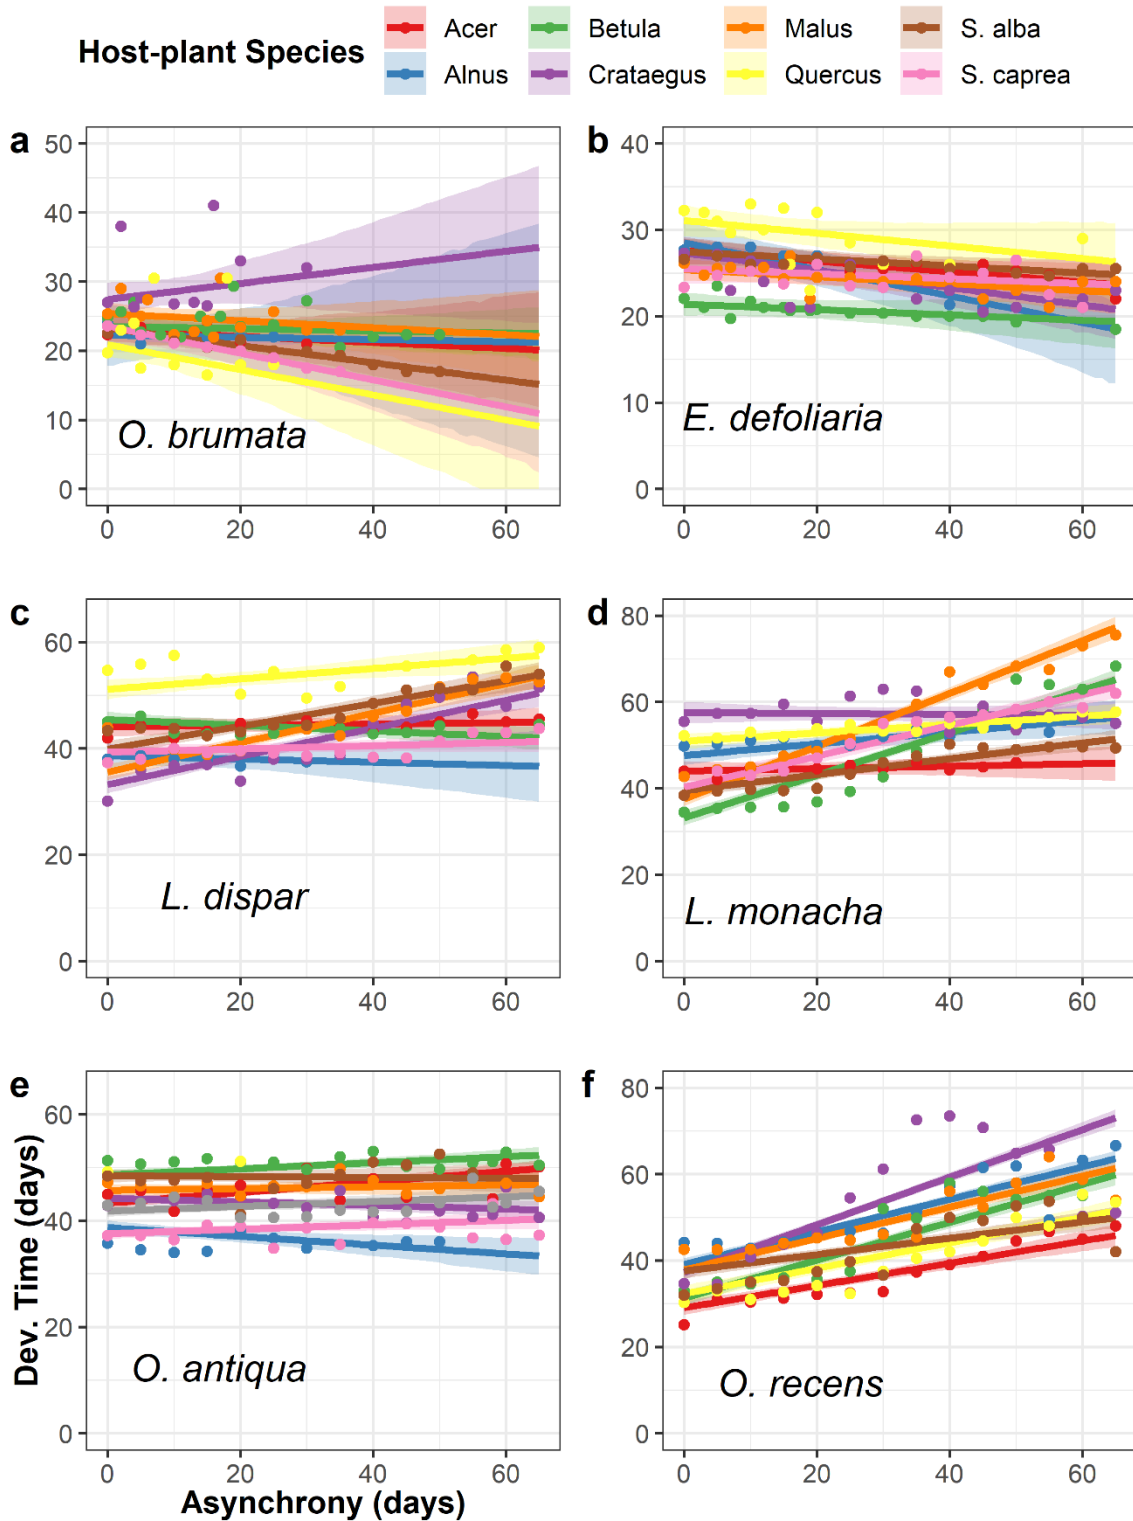 Host-plant Species
Acer Betula Malus S. alba
Alnus Crataegus Quercus S. caprea
a
50
40
30
20
10
0
O. brumata
0 20 40 60
b
40
30
20
10
0
E. defoliaria
0 20 40 60
c
60
40
20
0
L. dispar
0 20 40 60
d
80
60
40
20
0
L. monacha
0 20 40 60
e
60
40
20
0
Dev. Time (days)
O. antiqua
0 20 40 60
Asynchrony (days)
f
80
60
40
20
0
O. recens
0 20 40 60